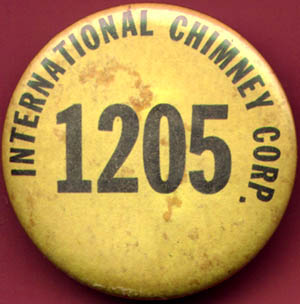 INTERNATIONAL CHIMNEY CORP.
1205